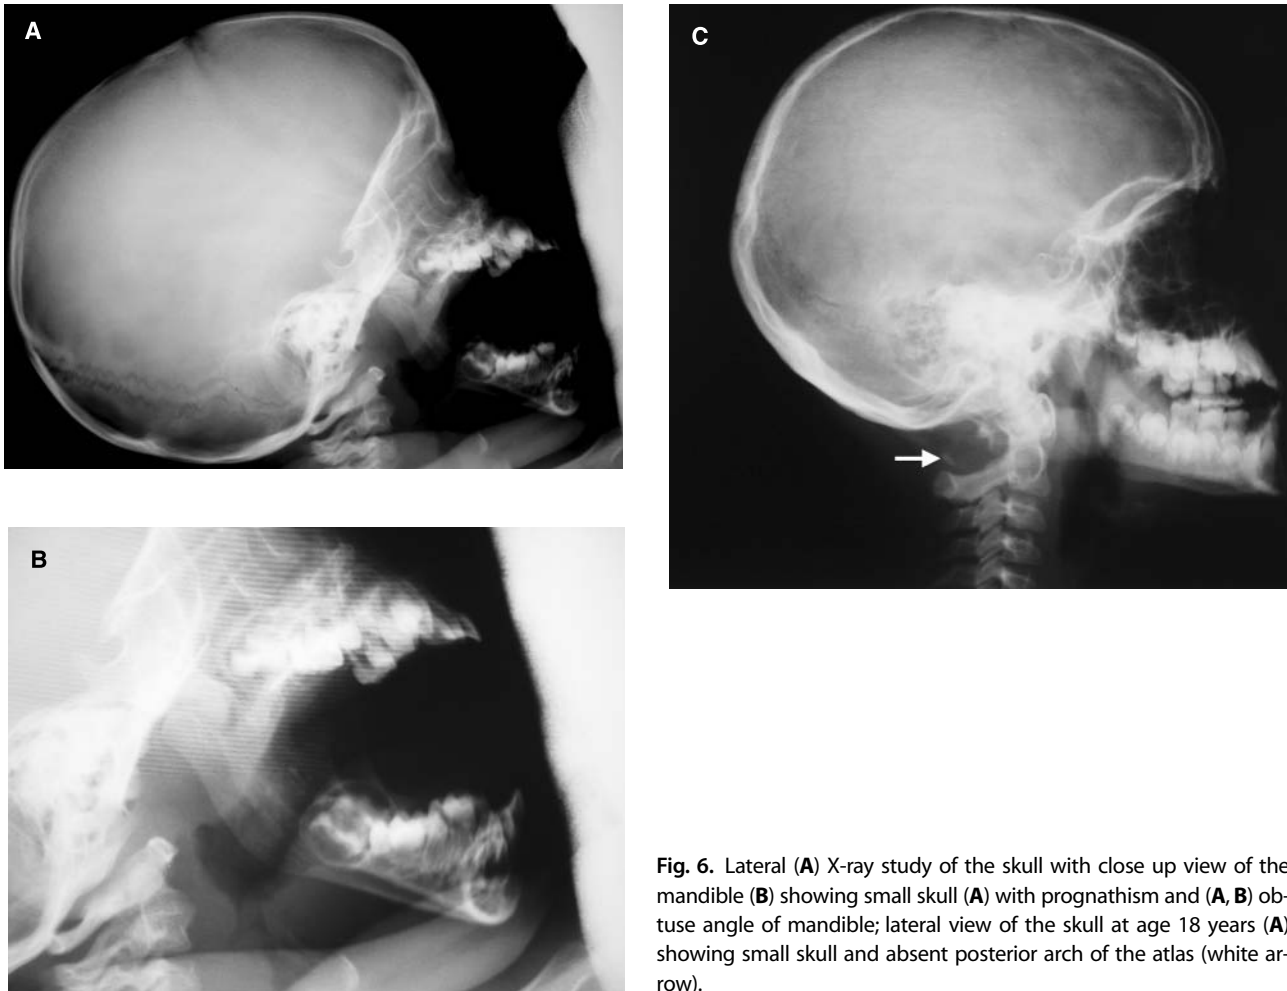 A
C
B
Fig. 6. Lateral (A) X-ray study of the skull with close up view of the
mandible (B) showing small skull (A) with prognathism and (A, B) ob-
tuse angle of mandible; lateral view of the skull at age 18 years (A)
showing small skull and absent posterior arch of the atlas (white ar-
row).